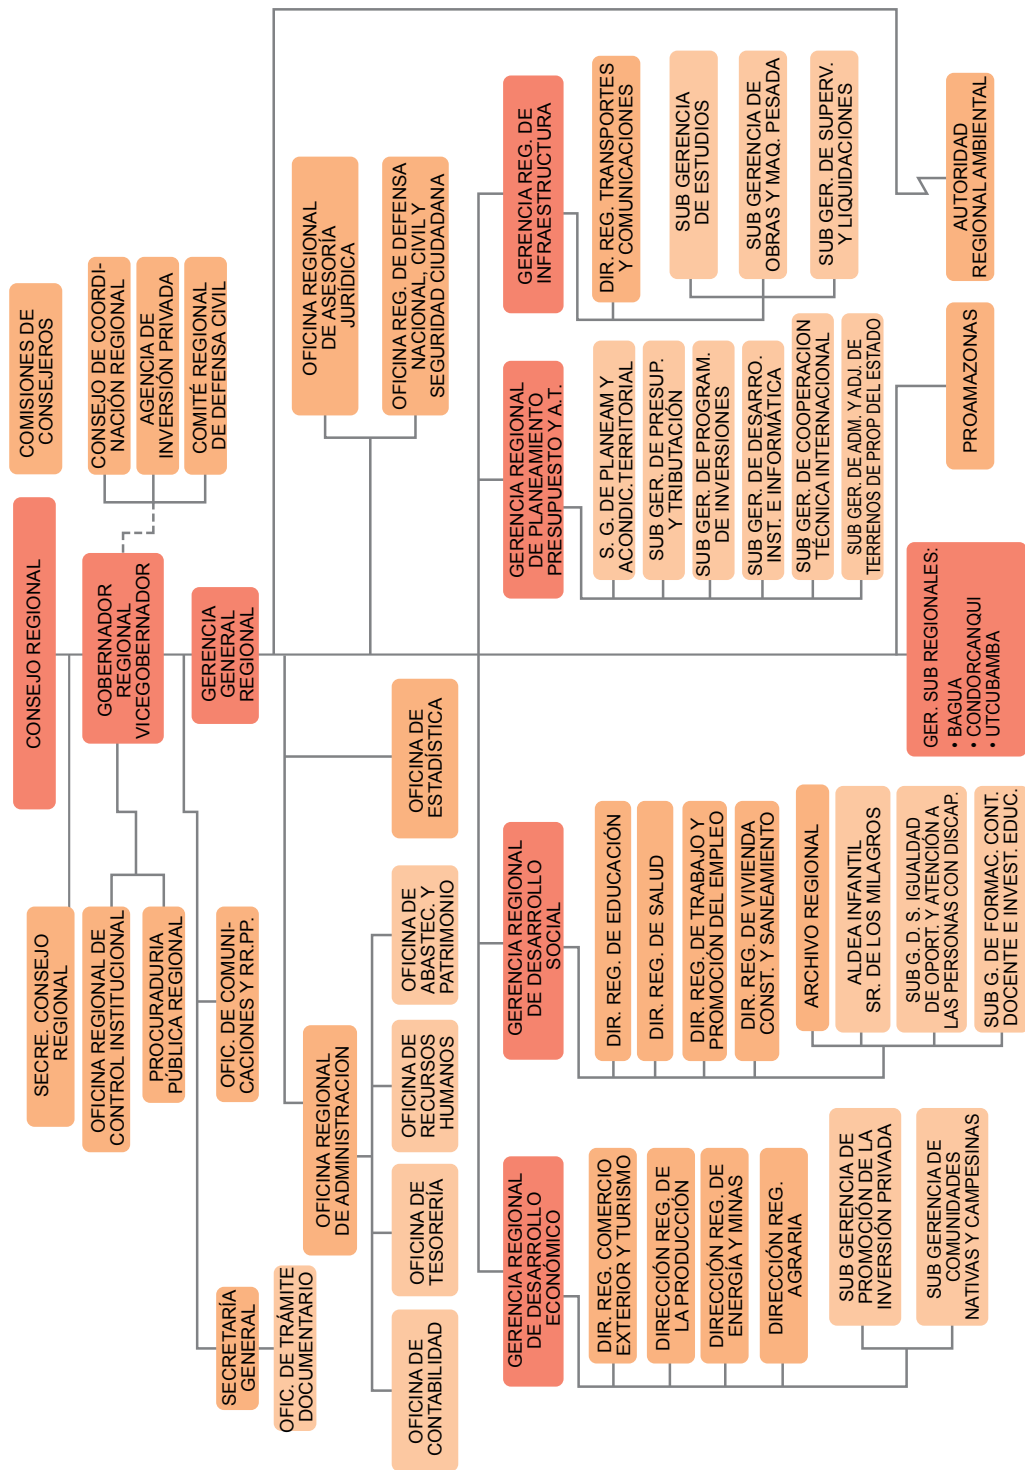 CONSEJO REGIONAL
COMISIONES DE
CONSEJEROS
SECRE. CONSEJO
REGIONAL
GOBERNADOR
REGIONAL
VICEGOBERNADOR
CONSEJO DE COORDI-
NACIÓN REGIONAL
AGENCIA DE
INVERSIÓN PRIVADA
COMITÉ REGIONAL
DE DEFENSA CIVIL
OFICINA REGIONAL DE
CONTROL INSTITUCIONAL
PROCURADURIA
PÚBLICA REGIONAL
GERENCIA
GENERAL
REGIONAL
SECRETARÍA
GENERAL
OFIC. DE TRÁMITE
DOCUMENTARIO
OFIC. DE COMUNI-
CACIONES Y RR.PP.
OFICINA REGIONAL
DE ASESORÍA
JURÍDICA
OFICINA REG. DE DEFENSA
NACIONAL, CIVIL Y
SEGURIDAD CIUDADANA
OFICINA REGIONAL
DE ADMINISTRACION
OFICINA DE
CONTABILIDAD
OFICINA DE
TESORERÍA
OFICINA DE
RECURSOS
HUMANOS
OFICINA DE
ABASTEC. Y
PATRIMONIO
OFICINA DE
ESTADÍSTICA
GERENCIA REGIONAL
DE DESARROLLO
ECONÓMICO
DIR. REG. COMERCIO
EXTERIOR Y TURISMO
DIRECCIÓN REG. DE
LA PRODUCCIÓN
DIRECCIÓN REG. DE
ENERGÍA Y MINAS
DIRECCIÓN REG.
AGRARIA
SUB GERENCIA DE
PROMOCIÓN DE LA
INVERSIÓN PRIVADA
SUB GERENCIA DE
COMUNIDADES
NATIVAS Y CAMPESINAS
GERENCIA REGIONAL
DE DESARROLLO
SOCIAL
DIR. REG. DE EDUCACIÓN
DIR. REG. DE SALUD
DIR. REG. DE TRABAJO Y
PROMOCIÓN DEL EMPLEO
DIR. REG. DE VIVIENDA
CONST. Y SANEAMIENTO
ARCHIVO REGIONAL
ALDEA INFANTIL
SR. DE LOS MILAGROS
SUB G. D. S. IGUALDAD
DE OPORT. Y ATENCIÓN A
LAS PERSONAS CON DISCAP.
SUB G. DE FORMAC. CONT.
DOCENTE E INVEST. EDUC.
GERENCIA REGIONAL
DE PLANEAMIENTO
PRESUPUESTO Y A.T.
S. G. DE PLANEAM Y
ACONDIC.TERRITORIAL
SUB GER. DE PRESUP.
Y TRIBUTACIÓN
SUB GER. DE PROGRAM.
DE INVERSIONES
SUB GER. DE DESARRO.
INST. E INFORMÁTICA
SUB GER. DE COOPERACION
TÉCNICA INTERNACIONAL
SUB GER. DE ADM. Y ADJ. DE
TERRENOS DE PROP DEL ESTADO
GERENCIA REG. DE
INFRAESTRUCTURA
DIR. REG. TRANSPORTES
Y COMUNICACIONES
SUB GERENCIA
DE ESTUDIOS
SUB GERENCIA DE
OBRAS Y MAQ. PESADA
SUB GER. DE SUPERV.
Y LIQUIDACIONES
GER. SUB REGIONALES:
• BAGUA
• CONDORCANQUI
• UTCUBAMBA
PROAMAZONAS
AUTORIDAD
REGIONAL AMBIENTAL